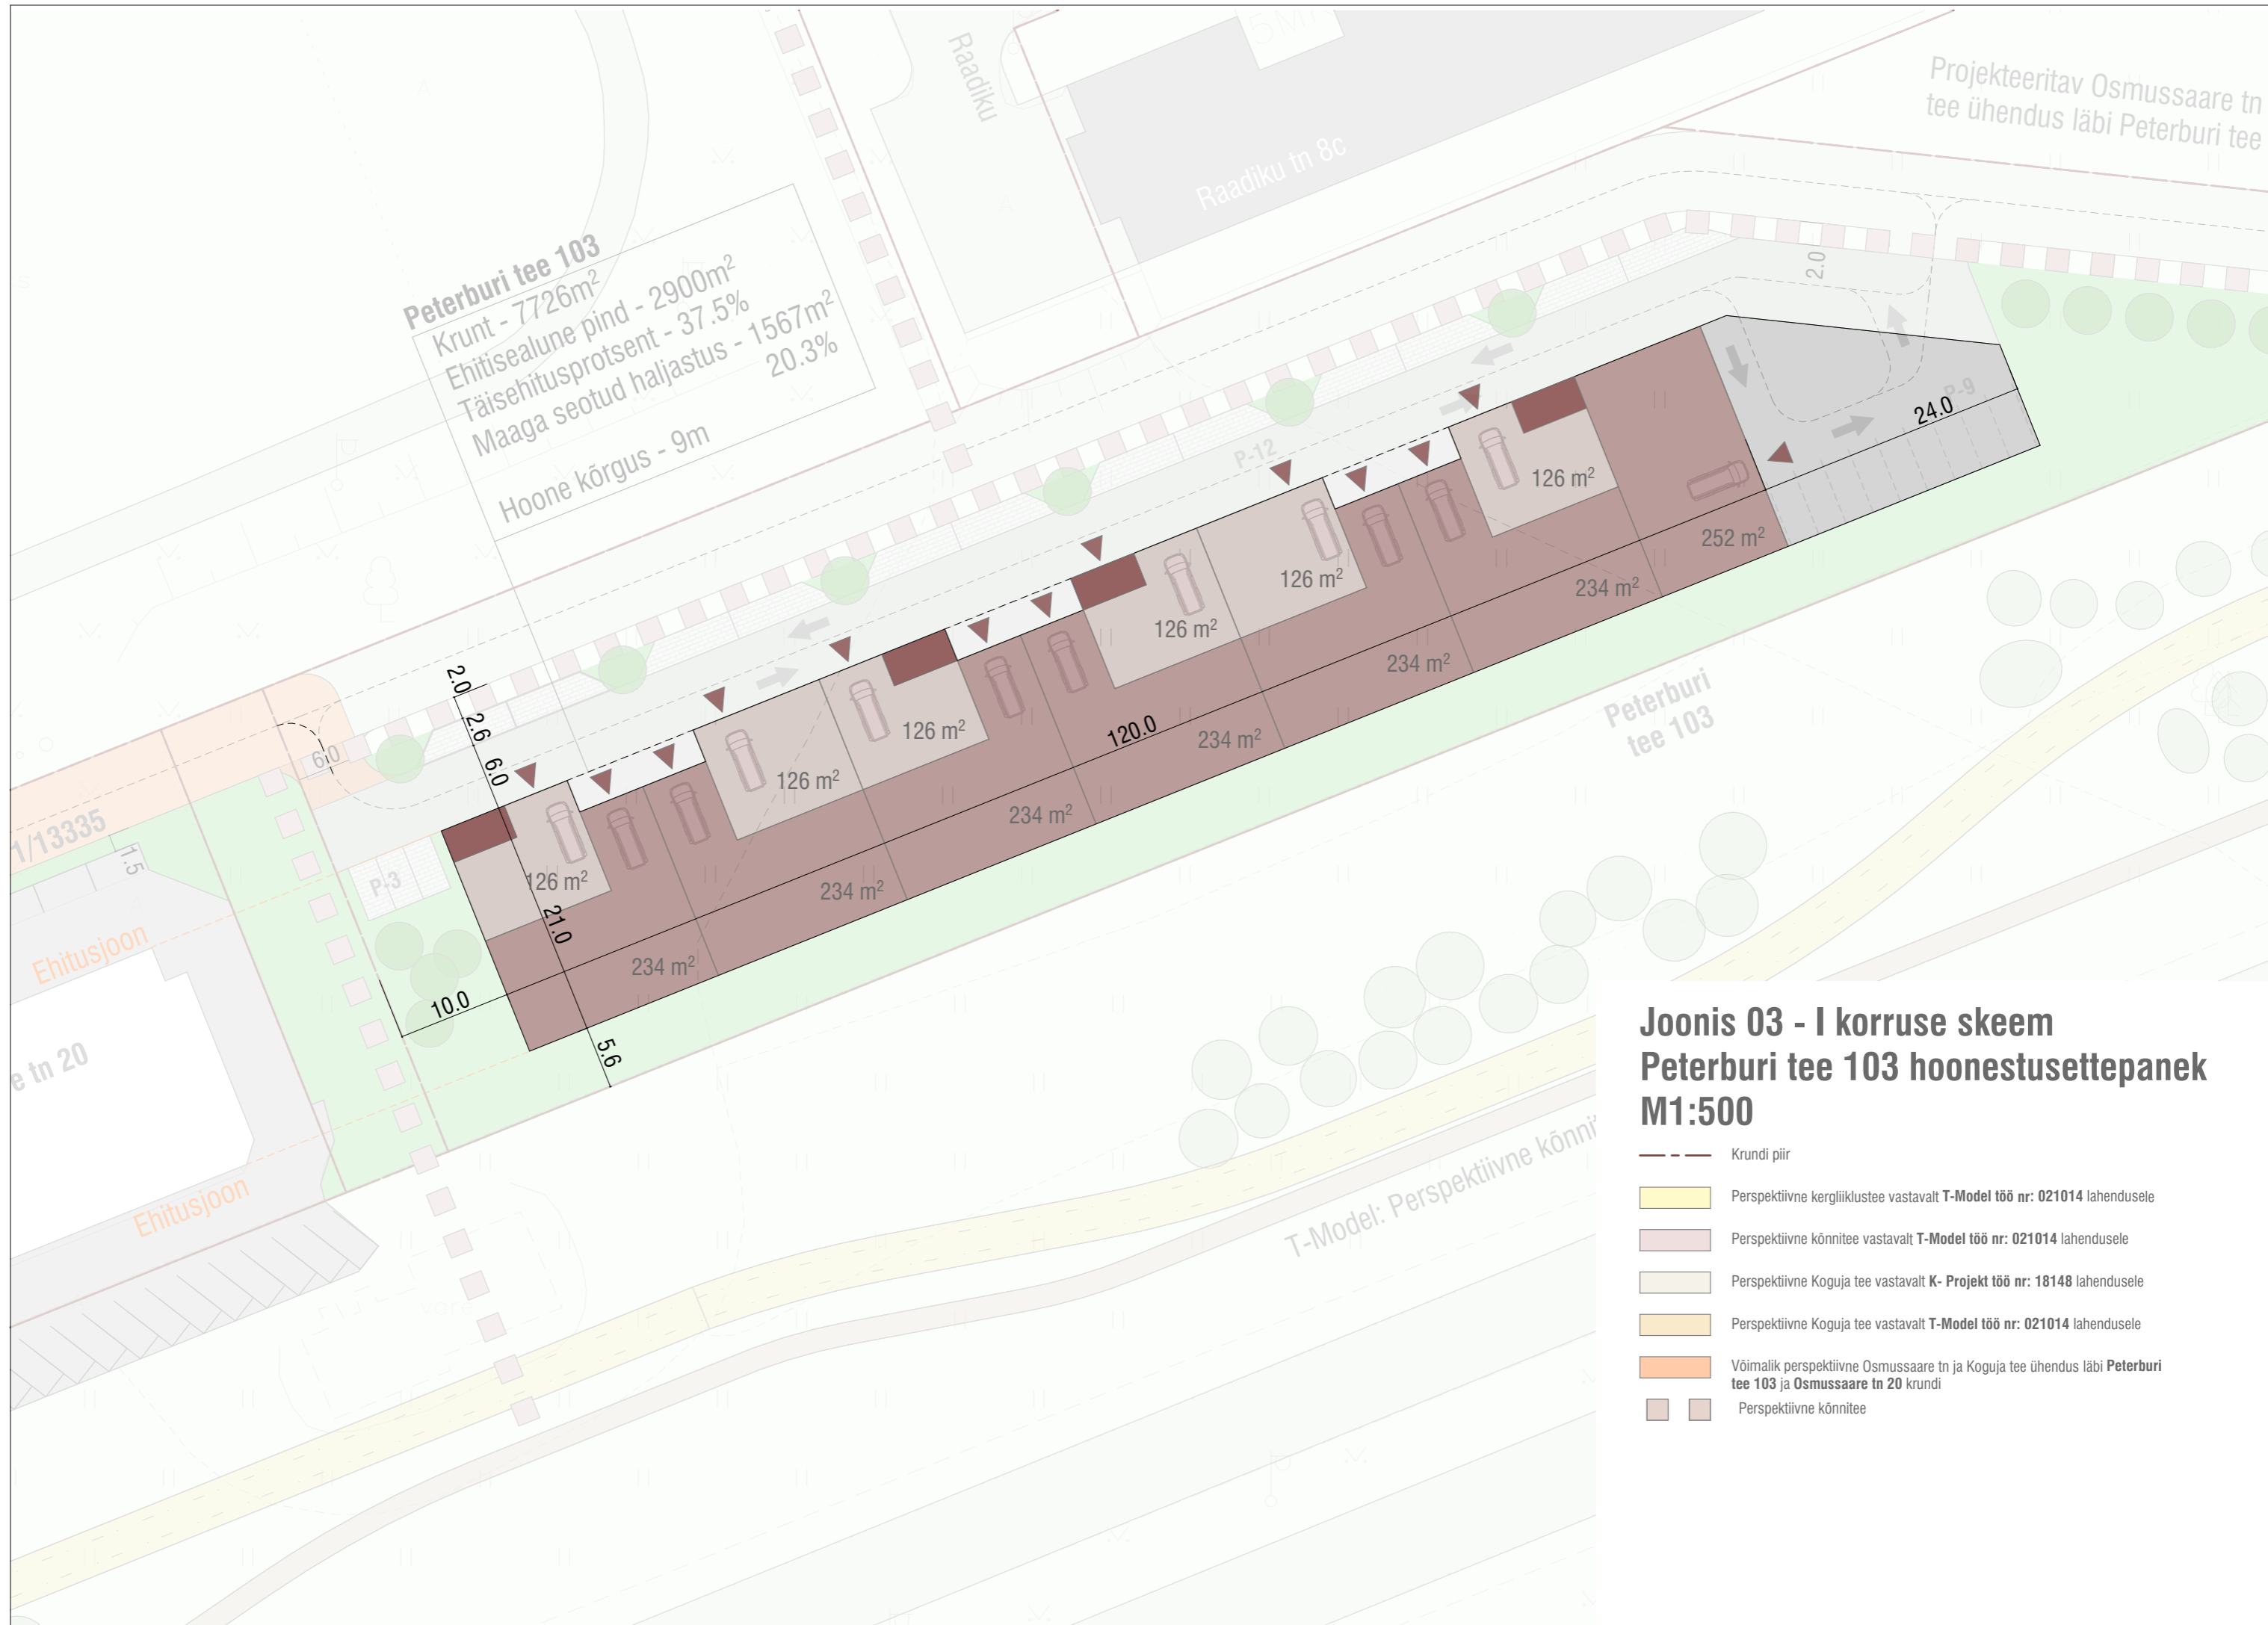 5M
Raadiku
Raadiku tn 8c
Projekteeritav Osmussaare tn
tee ühendus läbi Peterburi tee
Peterburi tee 103
Krunt - 7726m²
Ehitisealune pind - 2900m²
Täisehitusprotsent - 37.5%
Maaga seotud haljastus - 1567m²
20.3%
Hoone kõrgus - 9m
2.0
P-9
24.0
P-12
126 m²
252 m²
126 m²
234 m²
126 m²
234 m²
126 m²
234 m²
126 m²
234 m²
126 m²
234 m²
234 m²
120.0
2.0
2.6
6.0
6.0
21.0
10.0
5.6
1/13335
1.5
P-3
Ehitusjoon
e tn 20
Ehitusjoon
Peterburi
tee 103
T-Model: Perspektiivne kõnni
Joonis 03 - I korruse skeem
Peterburi tee 103 hoonestusettepanek
M1:500
Krundi piir
Perspektiivne kergliiklustee vastavalt T-Model töö nr: 021014 lahendusele
Perspektiivne kõnnitee vastavalt T-Model töö nr: 021014 lahendusele
Perspektiivne Koguja tee vastavalt K- Projekt töö nr: 18148 lahendusele
Perspektiivne Koguja tee vastavalt T-Model töö nr: 021014 lahendusele
Võimalik perspektiivne Osmussaare tn ja Koguja tee ühendus läbi Peterburi
tee 103 ja Osmussaare tn 20 krundi
Perspektiivne kõnnitee